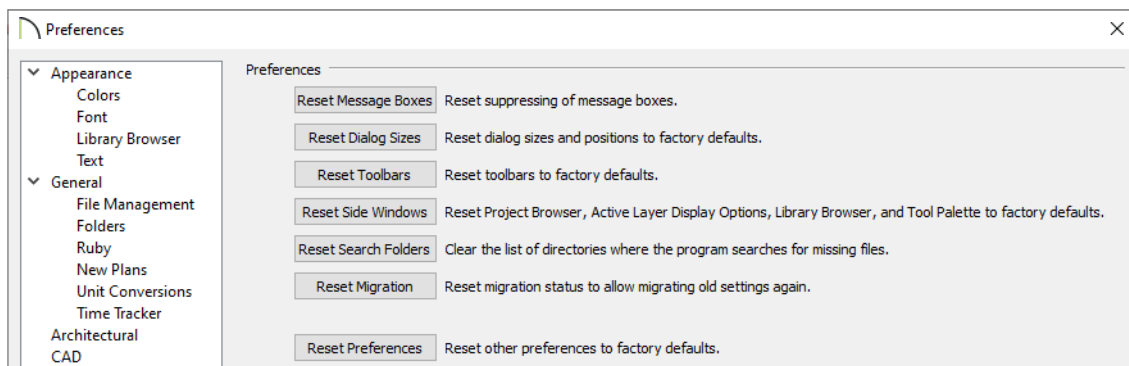 Preferences
Appearance
Colors
Font
Library Browser
Text
General
File Management
Folders
Ruby
New Plans
Unit Conversions
Time Tracker
Architectural
CAD
Preferences
Reset Message Boxes Reset suppressing of message boxes.
Reset Dialog Sizes Reset dialog sizes and positions to factory defaults.
Reset Toolbars Reset toolbars to factory defaults.
Reset Side Windows Reset Project Browser, Active Layer Display Options, Library Browser, and Tool Palette to factory defaults.
Reset Search Folders Clear the list of directories where the program searches for missing files.
Reset Migration Reset migration status to allow migrating old settings again.
Reset Preferences Reset other preferences to factory defaults.